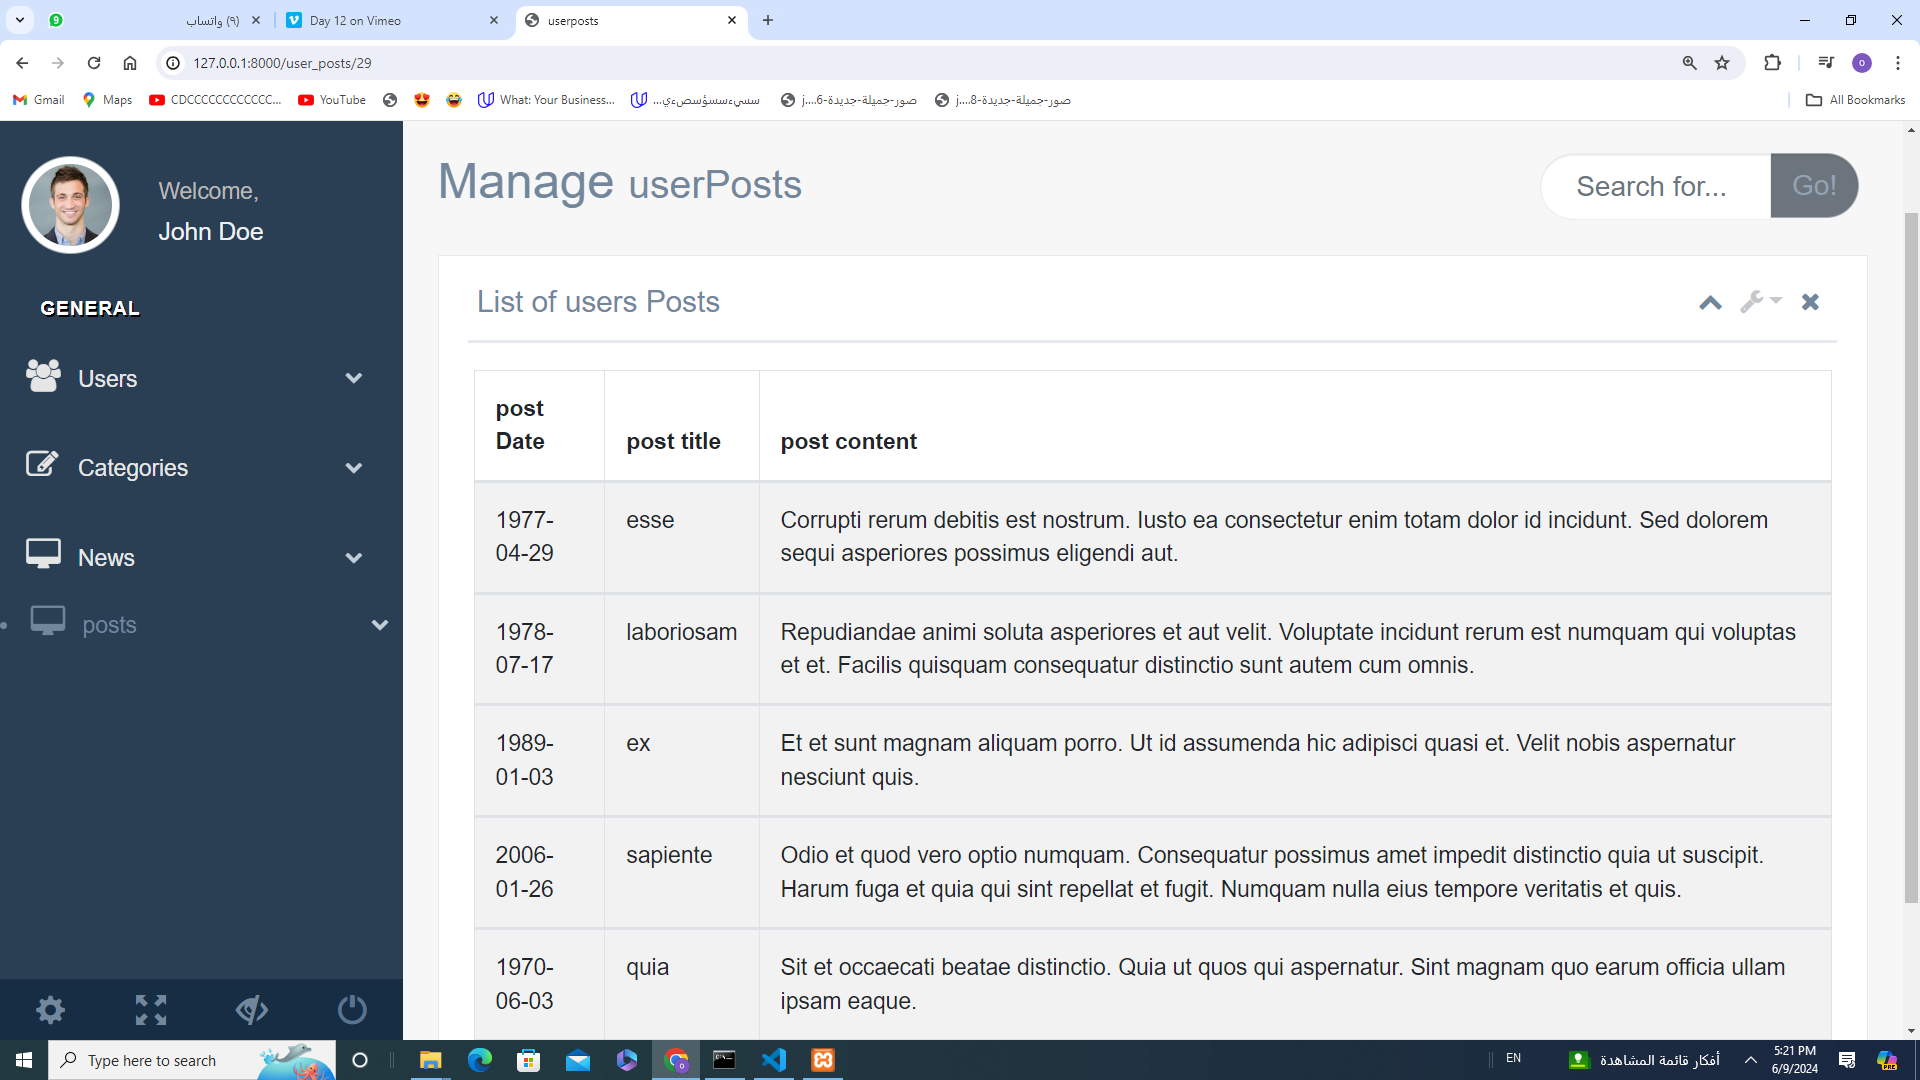 (٩) واتساب
Day 12 on Vimeo
userposts
127.0.0.1:8000/user_posts/29
Gmail
Maps
CDCCCCCCCCCCCC...
YouTube
What: Your Business...
سسيءسسؤسصءي...
صور-جميلة-جديدة-6....j
صور-جميلة-جديدة-8....j
All Bookmarks
Welcome,
John Doe
GENERAL
Users
Categories
News
posts
Manage userPosts
Search for...
Go!
List of users Posts
post Date
post title
post content
1977-04-29
esse
Corrupti rerum debitis est nostrum. Iusto ea consectetur enim totam dolor id incidunt. Sed dolorem
sequi asperiores possimus eligendi aut.
1978-07-17
laboriosam
Repudiandae animi soluta asperiores et aut velit. Voluptate incidunt rerum est numquam qui voluptas
et et. Facilis quisquam consequatur distinctio sunt autem cum omnis.
1989-01-03
ex
Et et sunt magnam aliquam porro. Ut id assumenda hic adipisci quasi et. Velit nobis aspernatur
nesciunt quis.
2006-01-26
sapiente
Odio et quod vero optio numquam. Consequatur possimus amet impedit distinctio quia ut suscipit.
Harum fuga et quia qui sint repellat et fugit. Numquam nulla eius tempore veritatis et quis.
1970-06-03
quia
Sit et occaecati beatae distinctio. Quia ut quos qui aspernatur. Sint magnam quo earum officia ullam
ipsam eaque.
Type here to search
EN
أفكار قائمة المشاهدة
5:21 PM
6/9/2024